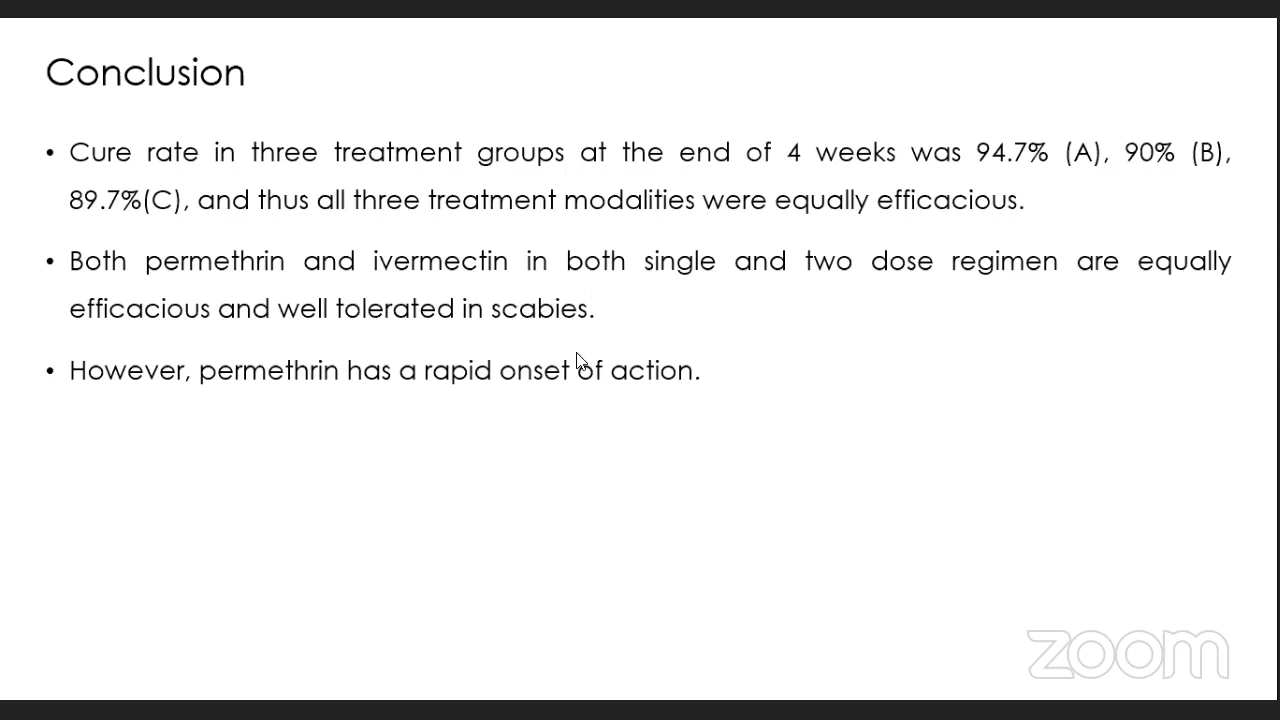 Conclusion
• Cure rate in three treatment groups at the end of 4 weeks was 94.7% (A), 90% (B),
89.7%(C), and thus all three treatment modalities were equally efficacious.
• Both permethrin and ivermectin in both single and two dose regimen are equally
efficacious and well tolerated in scabies.
• However, permethrin has a rapid onset of action.
zoom